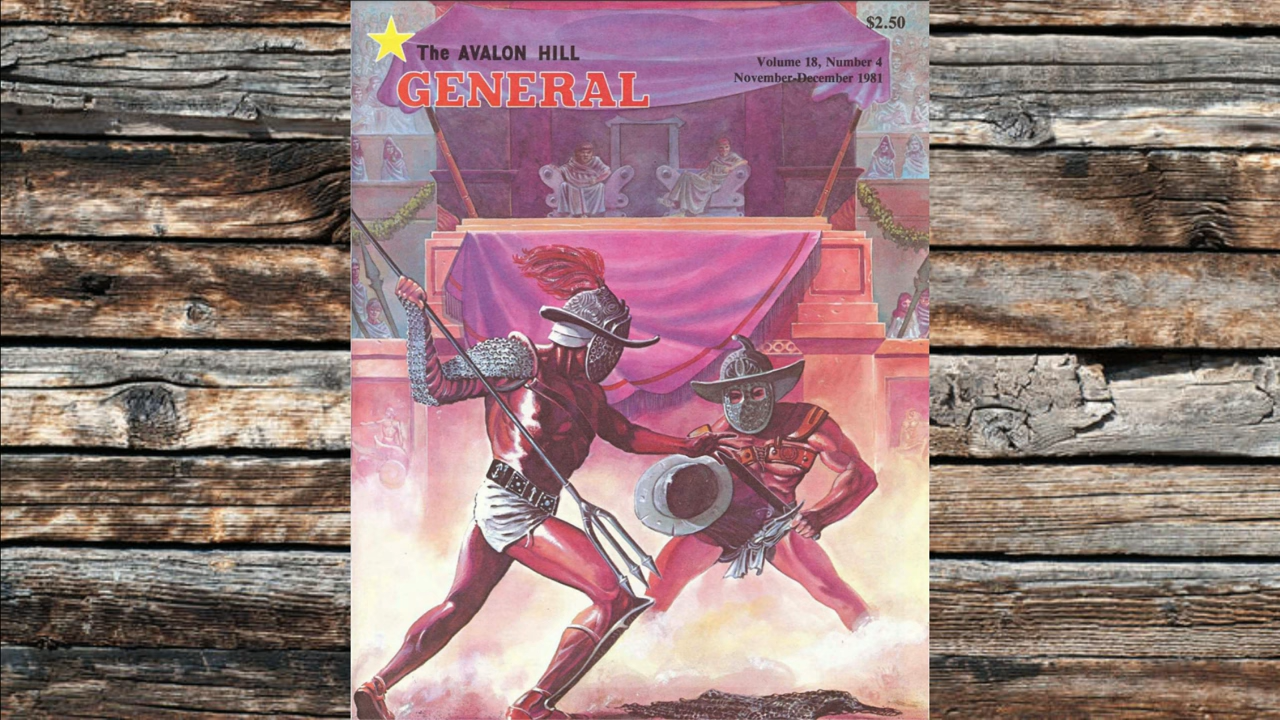 $2.50
The AVALON HILL
GENERAL
Volume 18, Number 4
November-December 1981